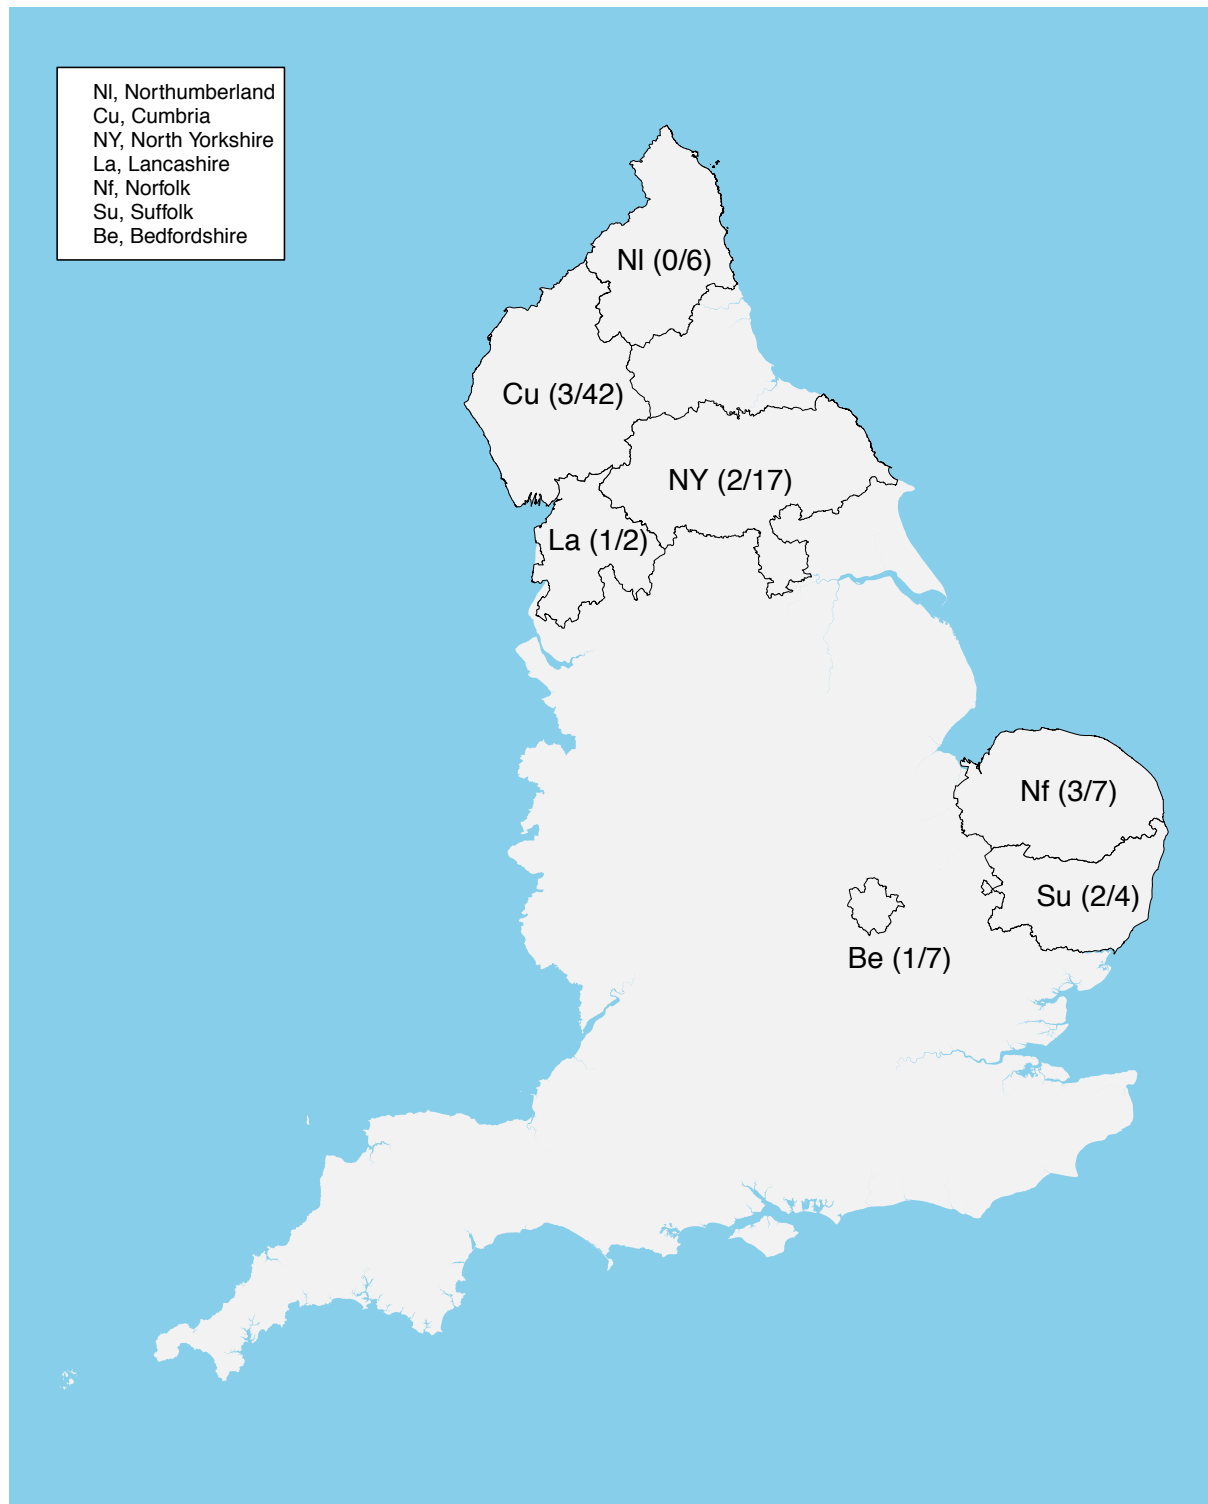 Nl, Northumberland
Cu, Cumbria
NY, North Yorkshire
La, Lancashire
Nf, Norfolk
Su, Suffolk
Be, Bedfordshire
Nl (0/6)
Cu (3/42)
NY (2/17)
La (1/2)
Nf (3/7)
Su (2/4)
Be (1/7)